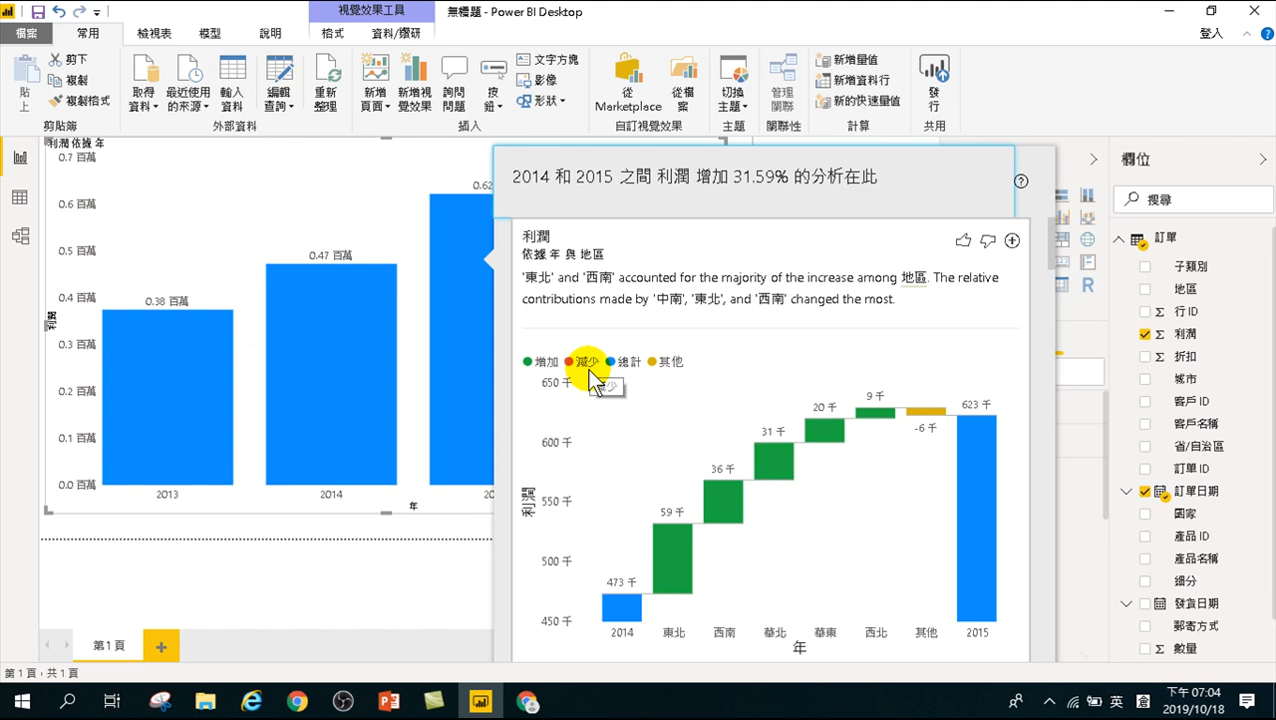 視覺效果工具
無標題 - Power BI Desktop
檔案 常用 檢視表 模型 說明 格式 資料/鑽研 登入
貼上
剪下
複製
複製格式
剪貼簿
取得資料
最近使用的來源
輸入資料
編輯查詢
重新整理
外部資料
新增頁面
新增視覺效果
詢問問題
按鈕
文字方塊
影像
形狀
插入
從 Marketplace
從檔案
自訂視覺效果
切換主題
主題
管理關聯
關聯性
新增量值
新增資料行
新的快速量值
計算
發行
共用
利潤 依據 年
0.7 百萬
0.6 百萬
0.5 百萬
0.4 百萬
0.3 百萬
0.2 百萬
0.1 百萬
0.0 百萬
利潤
0.38 百萬
0.47 百萬
0.62
2013
2014
20
年
2014 和 2015 之間 利潤 增加 31.59% 的分析在此
利潤
依據 年 與 地區
'東北' and '西南' accounted for the majority of the increase among 地區. The relative
contributions made by '中南', '東北', and '西南' changed the most.
增加 減少 總計 其他
減少
650 千
600 千
550 千
500 千
450 千
利潤
473 千
59 千
36 千
31 千
20 千
9 千
-6 千
623 千
2014 東北 西南 華北 華東 西北 其他 2015
年
R
欄位
搜尋
訂單
子類別
地區
Σ 行 ID
Σ 利潤
Σ 折扣
城市
客戶 ID
客戶名稱
省/自治區
訂單 ID
訂單日期
國家
產品 ID
產品名稱
細分
發貨日期
郵寄方式
Σ 數量
第 1 頁
第 1 頁，共 1 頁
英 倉
下午 07:04
2019/10/18